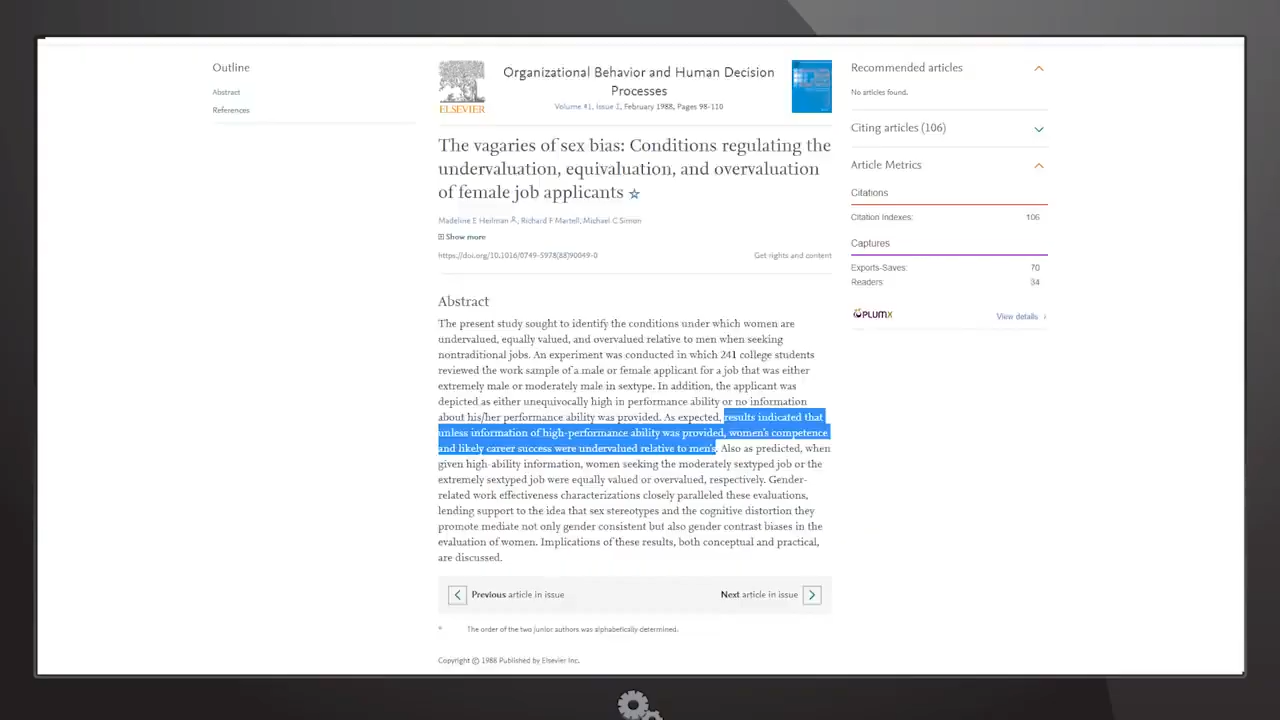 Outline
Abstract
References
ELSEVIER
Organizational Behavior and Human Decision
Processes
Volume 41, Issue 1, February 1988, Pages 98-110
The vagaries of sex bias: Conditions regulating the
undervaluation, equivaluation, and overvaluation
of female job applicants
Madeline E Heilman, Richard F Martell, Michael C Simon
Show more
https://doi.org/10.1016/0749-5978(88)90049-0
Get rights and content
Abstract
The present study sought to identify the conditions under which women are
undervalued, equally valued, and overvalued relative to men when seeking
nontraditional jobs. An experiment was conducted in which 241 college students
reviewed the work sample of a male or female applicant for a job that was either
extremely male or moderately male in sextype. In addition, the applicant was
depicted as either unequivocally high in performance ability or no information
about his/her performance ability was provided. As expected, results indicated that
unless information of high-performance ability was provided, women's competence
and likely career success were undervalued relative to men's. Also as predicted, when
given high-ability information, women seeking the moderately sextyped job or the
extremely sextyped job were equally valued or overvalued, respectively. Gender-
related work effectiveness characterizations closely paralleled these evaluations,
lending support to the idea that sex stereotypes and the cognitive distortion they
promote mediate not only gender consistent but also gender contrast biases in the
evaluation of women. Implications of these results, both conceptual and practical,
are discussed.
Previous article in issue
Next article in issue
* The order of the two junior authors was alphabetically determined.
Copyright © 1988 Published by Elsevier Inc.
Recommended articles
No articles found.
Citing articles (106)
Article Metrics
Citations
Citation Indexes: 106
Captures
Exports-Saves: 70
Readers: 34
PLUMX
View details